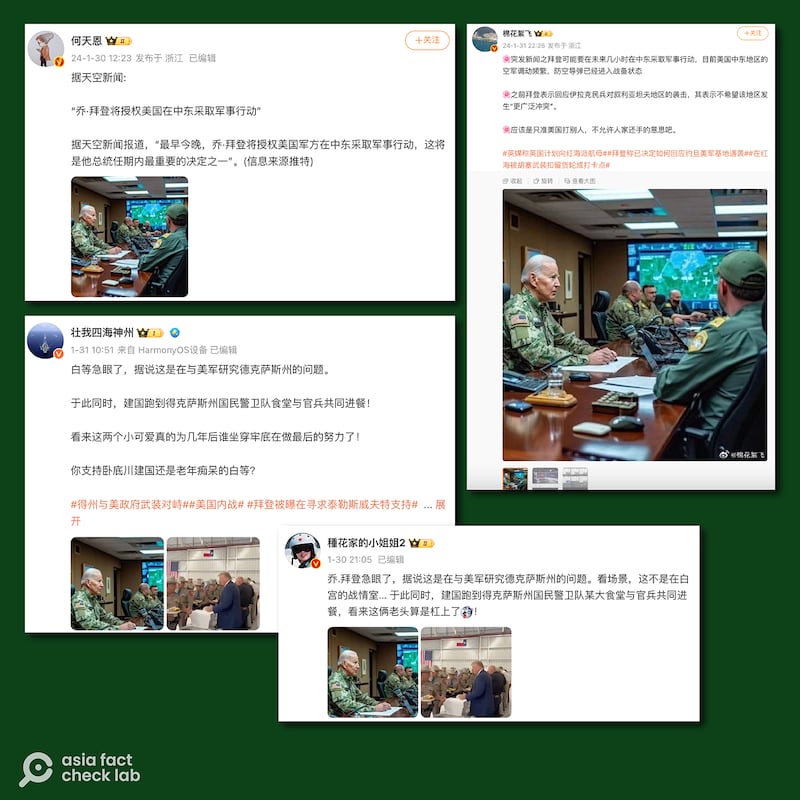 何天恩
24-1-30 12:23 发布于 浙江 已编辑
+关注
据天空新闻:
“乔·拜登将授权美国在中东采取军事行动”
据天空新闻报道，“最早今晚，乔·拜登将授权美国军方在中东采取军事行动，这将
是他总统任期内最重要的决定之一”。(信息来源推特)
棉花絮飞
24-1-31 22:26 发布于 浙江
+关注
突发新闻之拜登可能要在未来几小时在中东采取军事行动，目前美国中东地区的
空军调动频繁，防空导弹已经进入战备状态
之前拜登表示回应伊拉克民兵对叙利亚坦夫地区的袭击，其表示不希望该地区发
生“更广泛冲突”。
应该是只准美国打别人，不允许人家还手的意思吧。
#英媒称英国计划向红海派航母##拜登称已决定如何回应约旦美军基地遇袭##在红
海被胡塞武装扣留货轮成打卡点#
收起 旋转 查看大图
@棉花絮飞
壮我四海神州
1-31 10:51 来自 HarmonyOS设备 已编辑
白等急眼了，据说这是在与美军研究德克萨斯州的问题。
于此同时，建国跑到得克萨斯州国民警卫队食堂与官兵共同进餐！
看来这两个小可爱真的为几年后谁坐穿牢底在做最后的努力了！
你支持卧底川建国还是老年痴呆的白等?
#得州与美政府武装对峙##美国内战# #拜登被曝在寻求泰勒斯威夫特支持# ... 展
开
種花家的小姐姐2
1-30 21:05 已编辑
乔.拜登急眼了，据说这是在与美军研究德克萨斯州的问题。看场景，这不是在白
宫的战情室... 于此同时，建国跑到得克萨斯州国民警卫队某大食堂与官兵共同进
餐，看来这俩老头算是杠上了！
asia fact
check lab